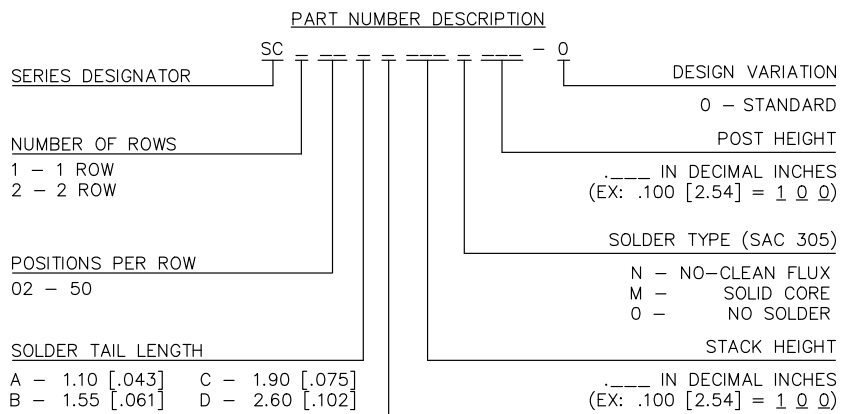 PART NUMBER DESCRIPTION
SC _ __ _ _ ___ _ ___ - 0
SERIES DESIGNATOR
NUMBER OF ROWS
1 - 1 ROW
2 - 2 ROW
POSITIONS PER ROW
02 - 50
SOLDER TAIL LENGTH
A - 1.10 [.043] C - 1.90 [.075]
B - 1.55 [.061] D - 2.60 [.102]
DESIGN VARIATION
0 - STANDARD
POST HEIGHT
.___ IN DECIMAL INCHES
(EX: .100 [2.54] = 1 0 0)
SOLDER TYPE (SAC 305)
N - NO-CLEAN FLUX
M - SOLID CORE
0 - NO SOLDER
STACK HEIGHT
.___ IN DECIMAL INCHES
(EX: .100 [2.54] = 1 0 0)